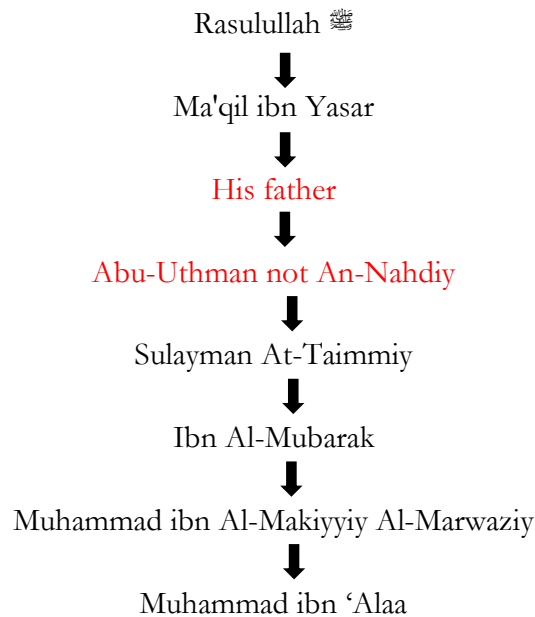 Rasulullah ﷺ
Ma'qil ibn Yasar
His father
Abu-Uthman not An-Nahdiy
Sulayman At-Taimmiy
Ibn Al-Mubarak
Muhammad ibn Al-Makiyyiy Al-Marwaziy
Muhammad ibn ‘Alaa